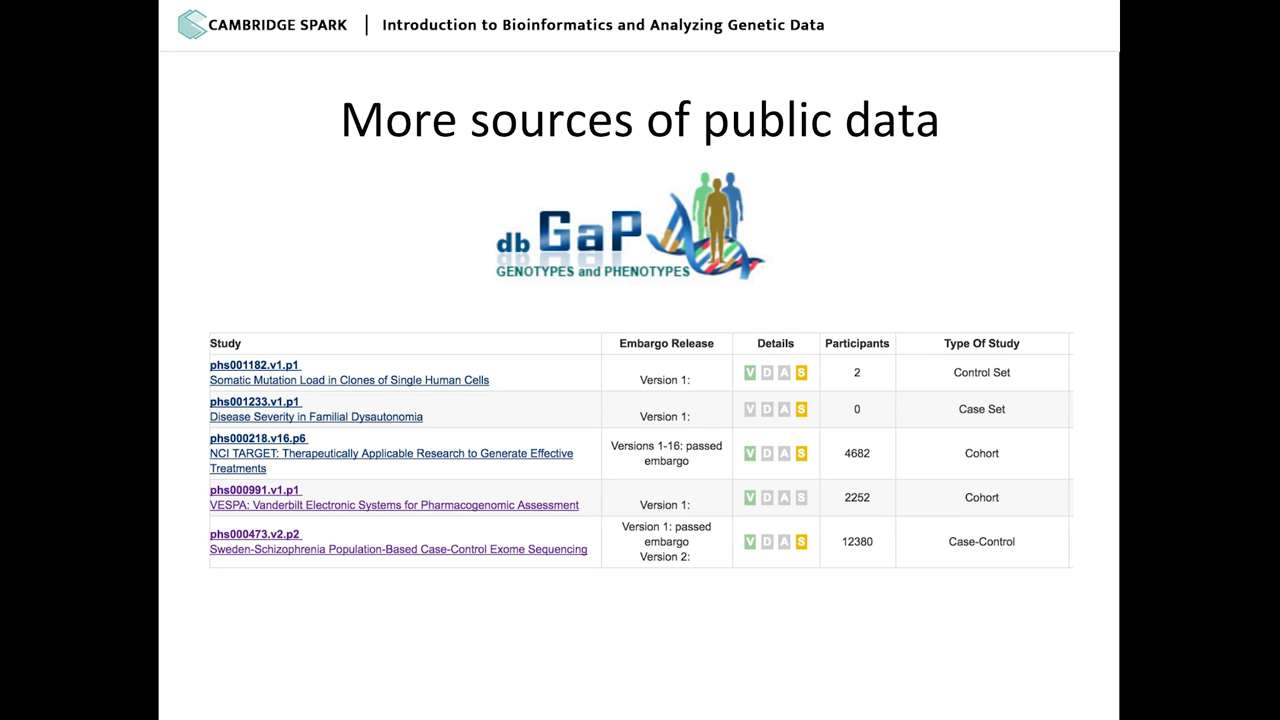 CAMBRIDGE SPARK | Introduction to Bioinformatics and Analyzing Genetic Data
More sources of public data
db GaP
GENOTYPES and PHENOTYPES
Study Embargo Release Details Participants Type Of Study
phs001182.v1.p1
Somatic Mutation Load in Clones of Single Human Cells Version 1: V D A S 2 Control Set
phs001233.v1.p1
Disease Severity in Familial Dysautonomia Version 1: V D A S 0 Case Set
phs000218.v16.p6
NCI TARGET: Therapeutically Applicable Research to Generate Effective
Treatments
Versions 1-16: passed
embargo
V D A S 4682 Cohort
phs000991.v1.p1
VESPA: Vanderbilt Electronic Systems for Pharmacogenomic Assessment Version 1: V D A S 2252 Cohort
phs000473.v2.p2
Sweden-Schizophrenia Population-Based Case-Control Exome Sequencing
Version 1: passed
embargo
Version 2:
V D A S 12380 Case-Control